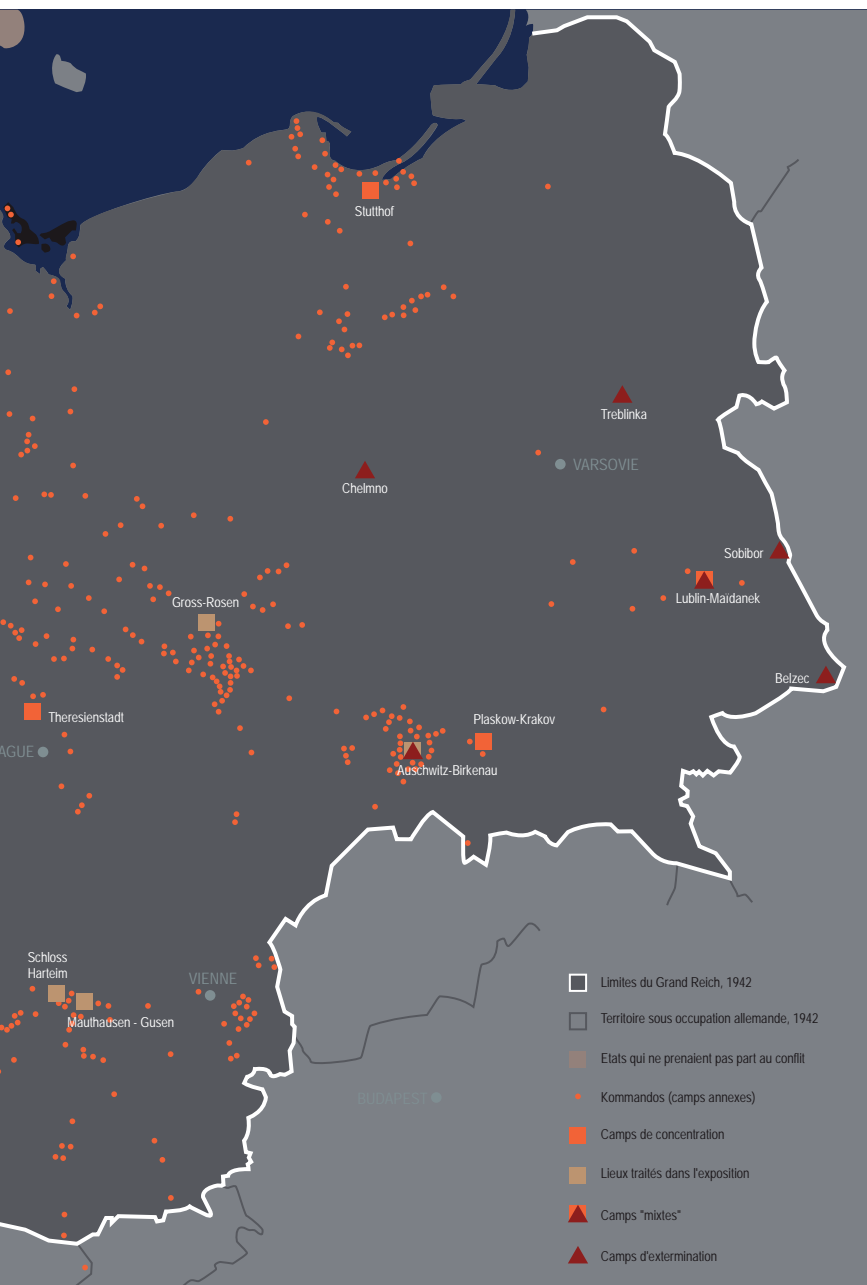 Stutthof
Treblinka
VARSOVIE
Chelmno
Sobibor
Lublin-Maïdanek
Gross-Rosen
Belzec
Theresienstadt
Plaskow-Krakov
AGUE
Auschwitz-Birkenau
Schloss
Harteim
VIENNE
Mauthausen - Gusen
BUDAPEST
Limites du Grand Reich, 1942
Territoire sous occupation allemande, 1942
Etats qui ne prenaient pas part au conflit
Kommandos (camps annexes)
Camps de concentration
Lieux traités dans l'exposition
Camps "mixtes"
Camps d'extermination